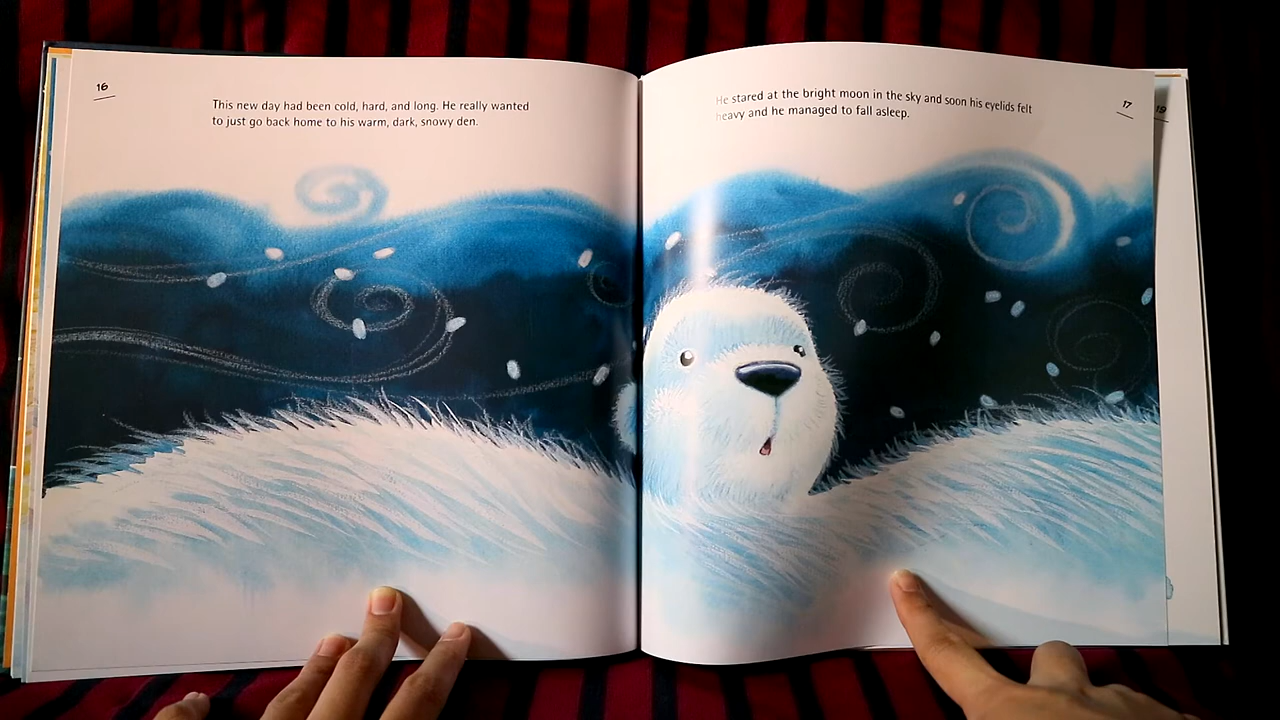 16
This new day had been cold, hard, and long. He really wanted
to just go back home to his warm, dark, snowy den.
He stared at the bright moon in the sky and soon his eyelids felt
heavy and he managed to fall asleep.
17
19